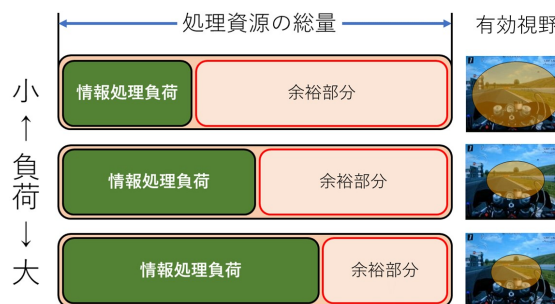 処理資源の総量
有効視野
情報処理負荷
余裕部分
小
↑
負荷
↓
大
情報処理負荷
余裕部分
情報処理負荷
余裕部分